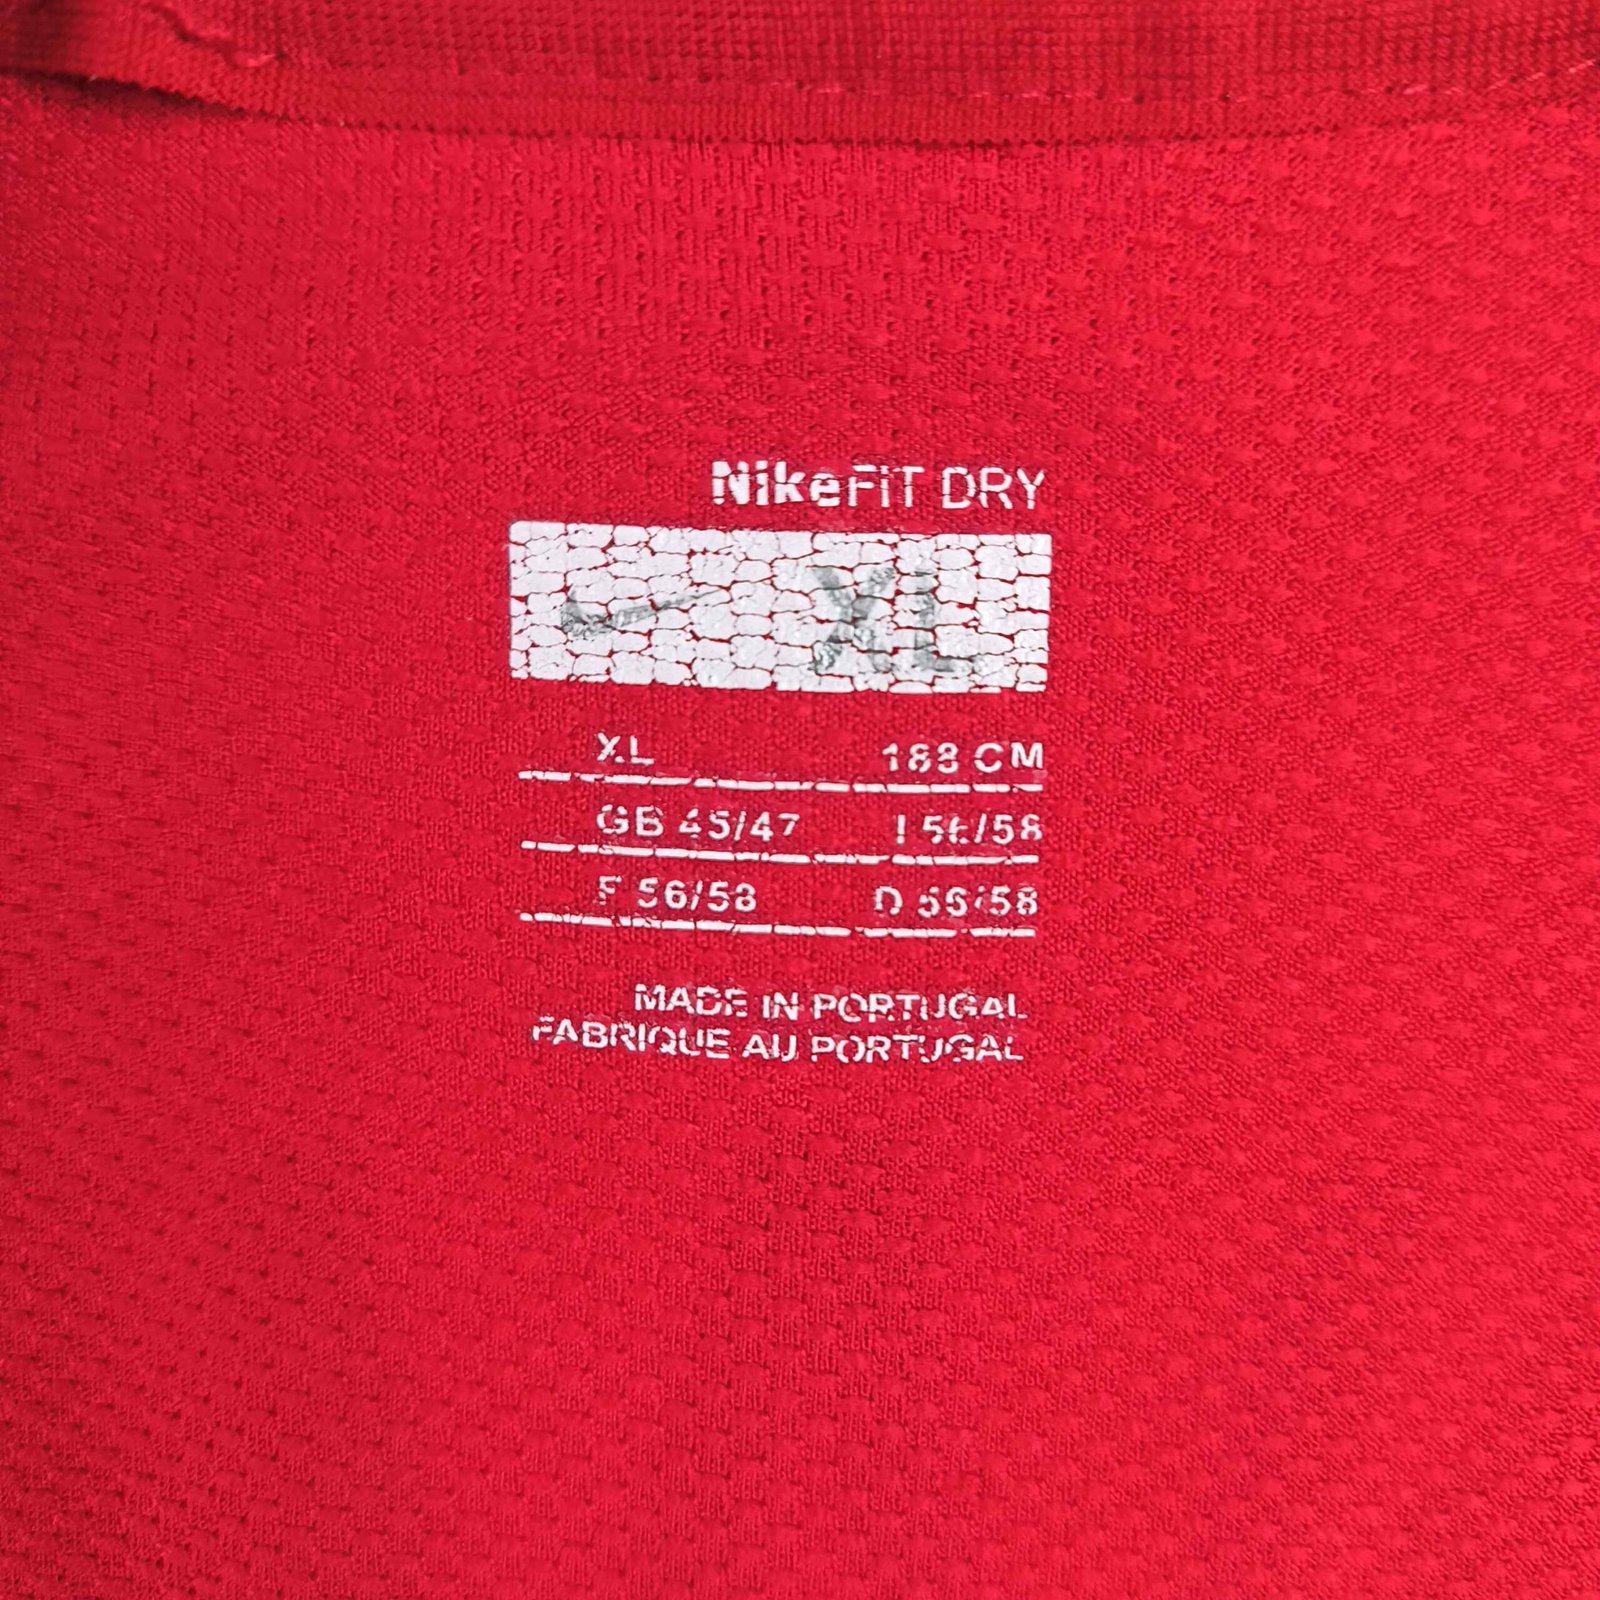 NikeFIT DRY
XL
XL 188 CM
GB 45/47 I 56/58
F 56/58 D 56/58
MADE IN PORTUGAL
FABRIQUE AU PORTUGAL